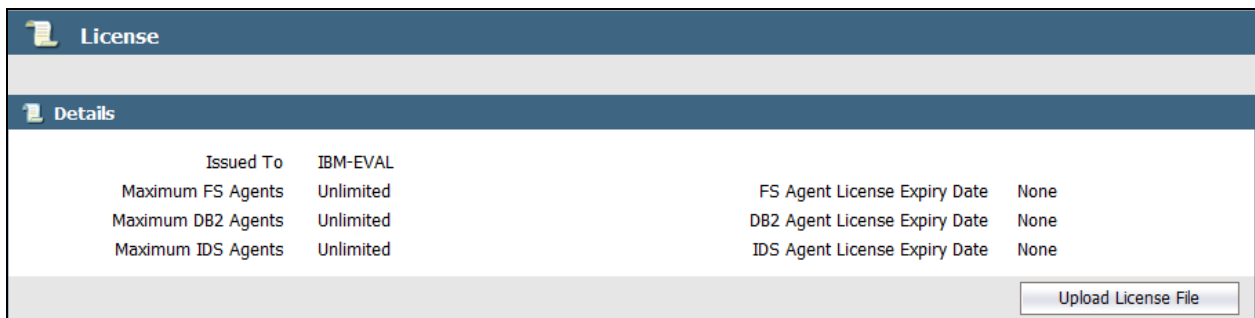 License
Details
Issued To IBM-EVAL
Maximum FS Agents Unlimited FS Agent License Expiry Date None
Maximum DB2 Agents Unlimited DB2 Agent License Expiry Date None
Maximum IDS Agents Unlimited IDS Agent License Expiry Date None
Upload License File